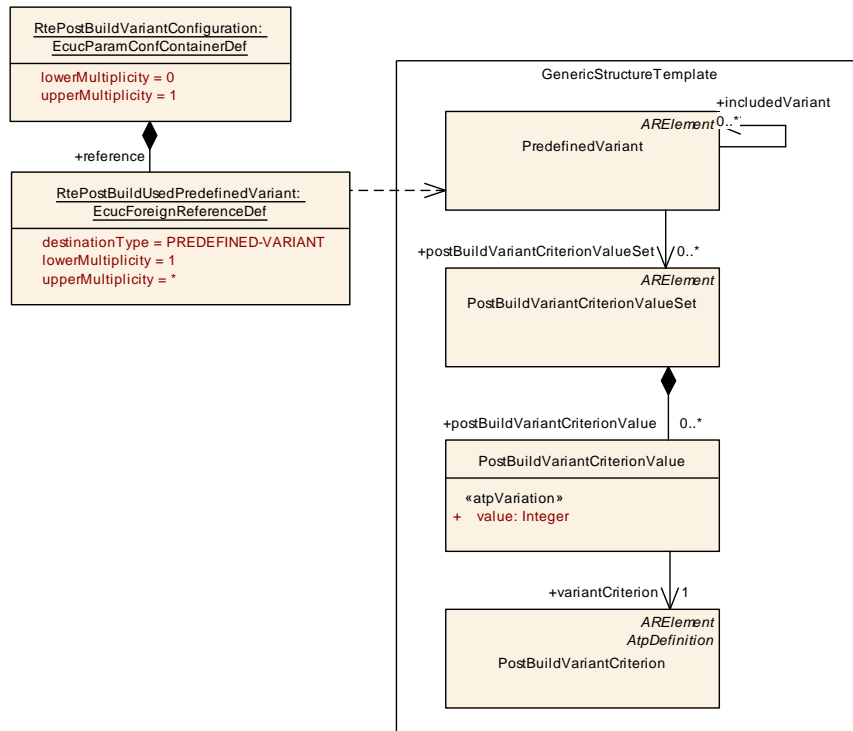 RtePostBuildVariantConfiguration:
EcucParamConfContainerDef
lowerMultiplicity = 0
upperMultiplicity = 1
+reference
RtePostBuildUsedPredefinedVariant:
EcucForeignReferenceDef
destinationType = PREDEFINED-VARIANT
lowerMultiplicity = 1
upperMultiplicity = *
GenericStructureTemplate
+includedVariant
0..*
ARElement
PredefinedVariant
+postBuildVariantCriterionValueSet
0..*
ARElement
PostBuildVariantCriterionValueSet
+postBuildVariantCriterionValue
0..*
PostBuildVariantCriterionValue
«atpVariation»
+ value: Integer
+variantCriterion
1
ARElement
AtpDefinition
PostBuildVariantCriterion